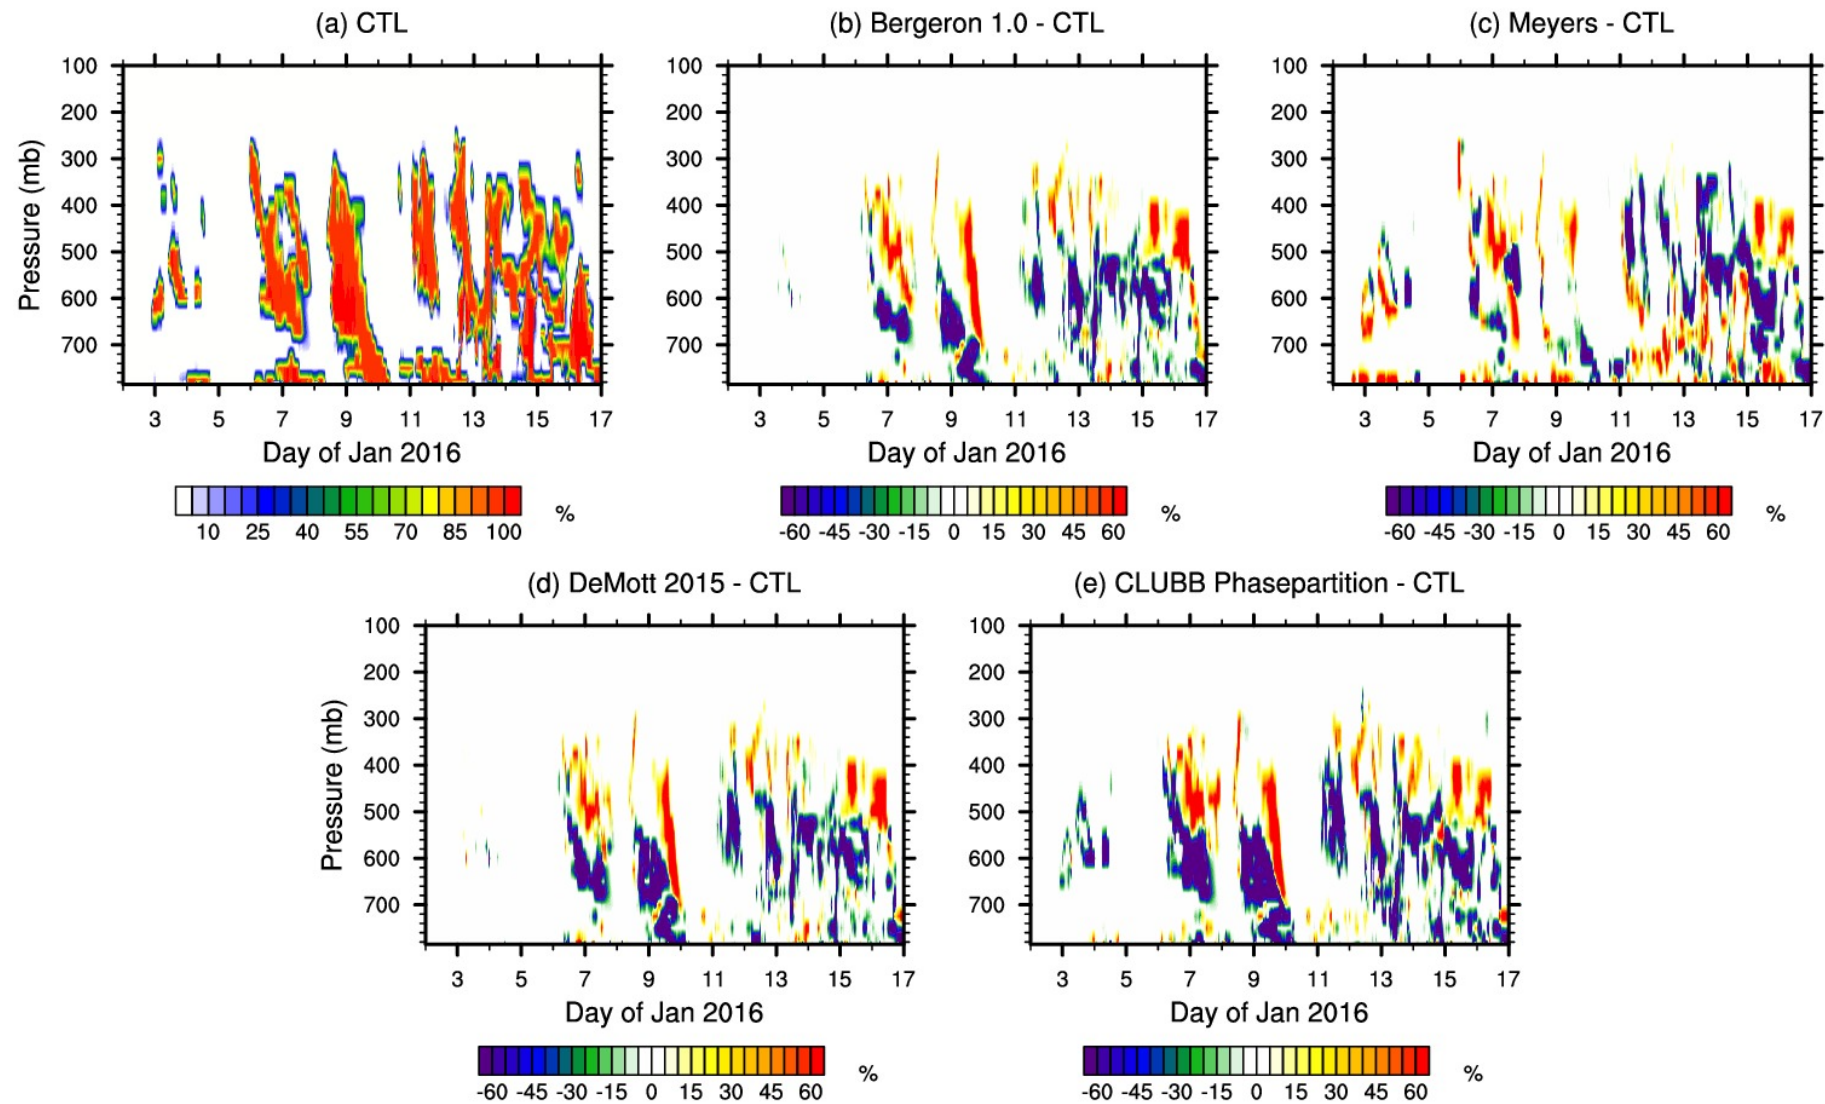 (a) CTL
(b) Bergeron 1.0 - CTL
(c) Meyers - CTL
100
200
300
400
500
600
700
Pressure (mb)
3 5 7 9 11 13 15 17
Day of Jan 2016
10 25 40 55 70 85 100 %
100
200
300
400
500
600
700
3 5 7 9 11 13 15 17
Day of Jan 2016
-60 -45 -30 -15 0 15 30 45 60 %
100
200
300
400
500
600
700
3 5 7 9 11 13 15 17
Day of Jan 2016
-60 -45 -30 -15 0 15 30 45 60 %
(d) DeMott 2015 - CTL
(e) CLUBB Phasepartition - CTL
100
200
300
400
500
600
700
Pressure (mb)
3 5 7 9 11 13 15 17
Day of Jan 2016
-60 -45 -30 -15 0 15 30 45 60 %
100
200
300
400
500
600
700
3 5 7 9 11 13 15 17
Day of Jan 2016
-60 -45 -30 -15 0 15 30 45 60 %